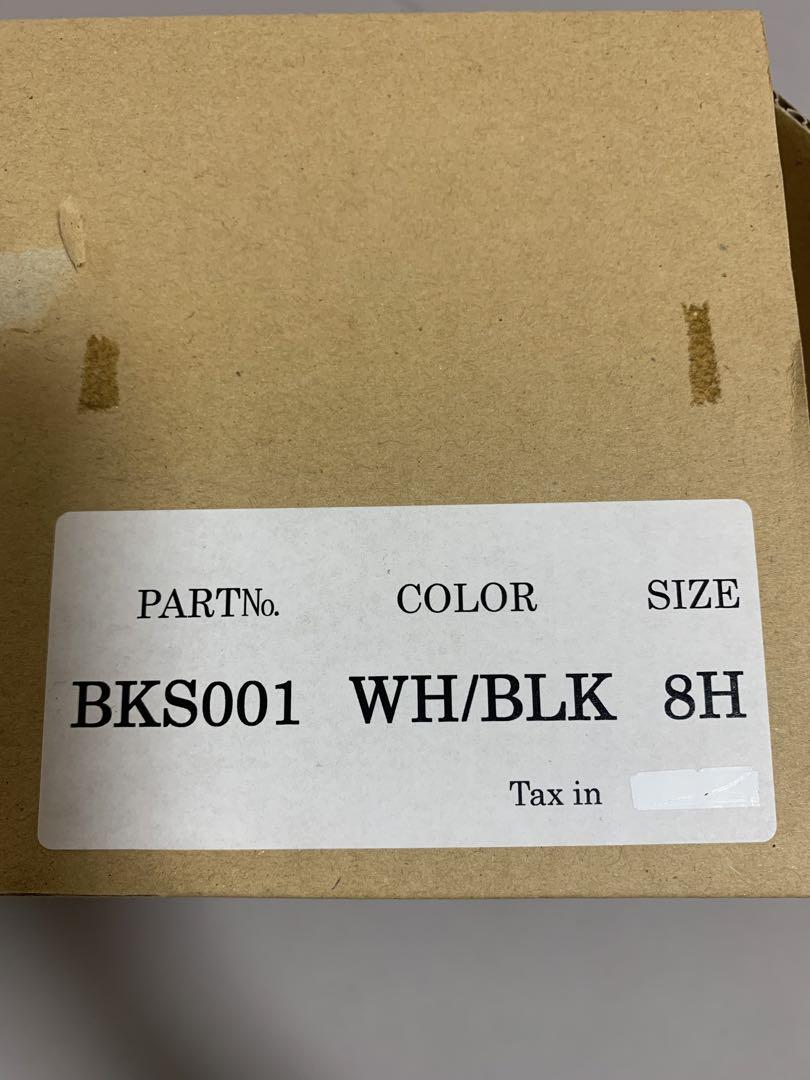 PARTNo. COLOR SIZE
BKS001 WH/BLK 8H
Tax in